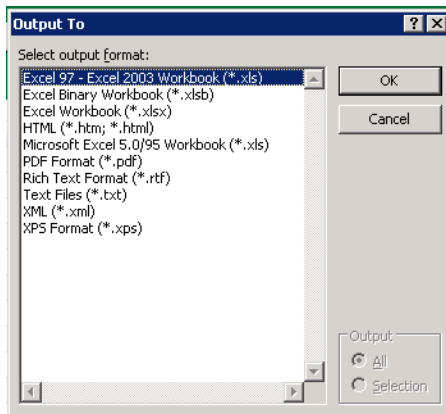 Output To
Select output format:
Excel 97 - Excel 2003 Workbook (*.xls)
Excel Binary Workbook (*.xlsb)
Excel Workbook (*.xlsx)
HTML (*.htm; *.html)
Microsoft Excel 5.0/95 Workbook (*.xls)
PDF Format (*.pdf)
Rich Text Format (*.rtf)
Text Files (*.txt)
XML (*.xml)
XPS Format (*.xps)
OK
Cancel
Output
All
Selection